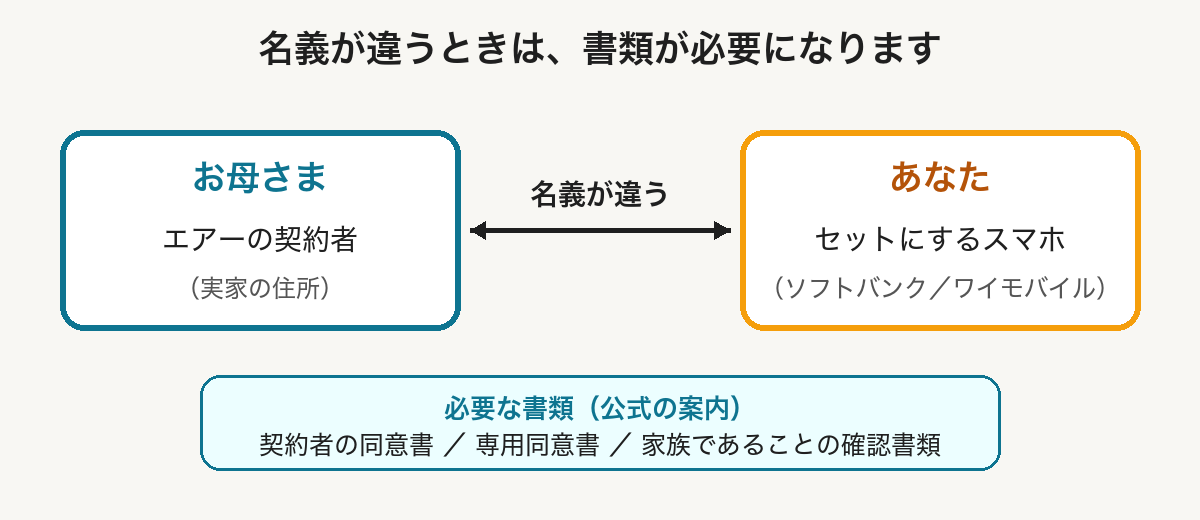 名義が違うときは、書類が必要になります
お母さま
エアーの契約者
（実家の住所）
名義が違う
あなた
セットにするスマホ
（ソフトバンク／ワイモバイル）
必要な書類（公式の案内）
契約者の同意書 ／ 専用同意書 ／ 家族であることの確認書類